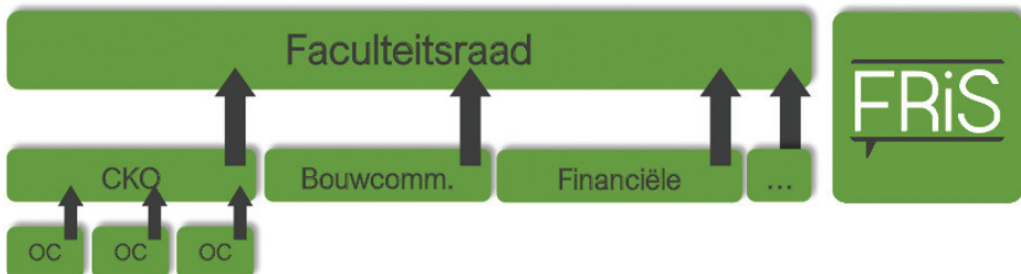 Faculteitsraad
FRiS
CKO
Bouwcomm.
Financiële
...
OC
OC
OC